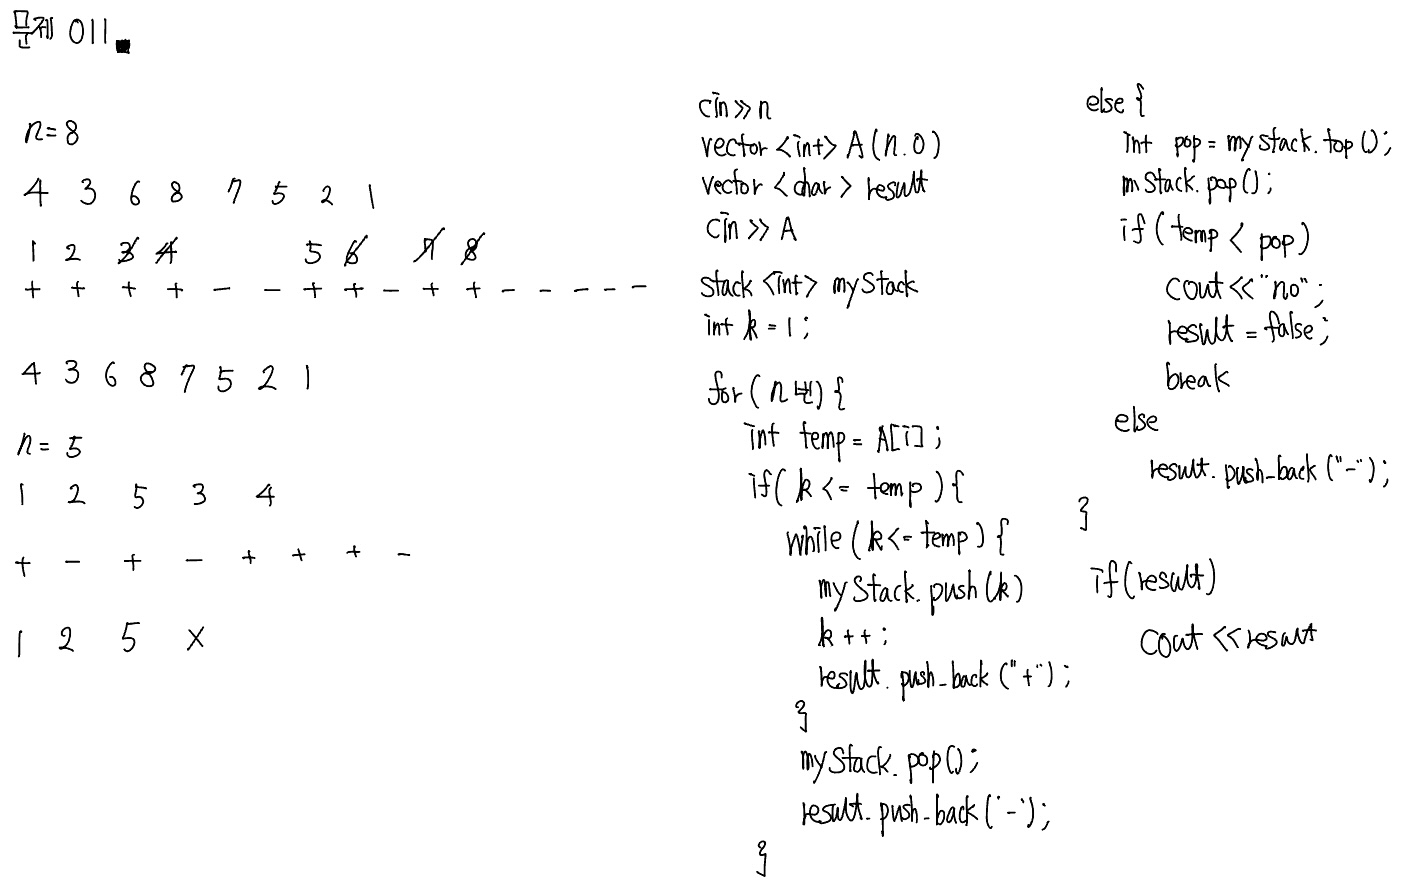 문제 011.
n=8
4 3 6 8 7 5 2 1
1 2 3 4 5 6 7 8
+ + + + - - + + - + + - - - - -
4 3 6 8 7 5 2 1
n= 5
1 2 5 3 4
+ - + - + + + -
1 2 5 x
cin >> n
vector <int> A(n.0)
vector <char> result
cin >> A
stack <int> myStack
int k = 1;
for(n번){
int temp = A[i];
if(k <= temp){
while(k <= temp){
myStack.push(k)
k++;
result.push_back("+");
}
myStack.pop();
result.push_back('-');
}
else {
int pop = mystack.top();
mStack.pop();
if(temp < pop)
cout << "no";
result = false;
break
else
result.push_back("-");
}
if(result)
cout << result